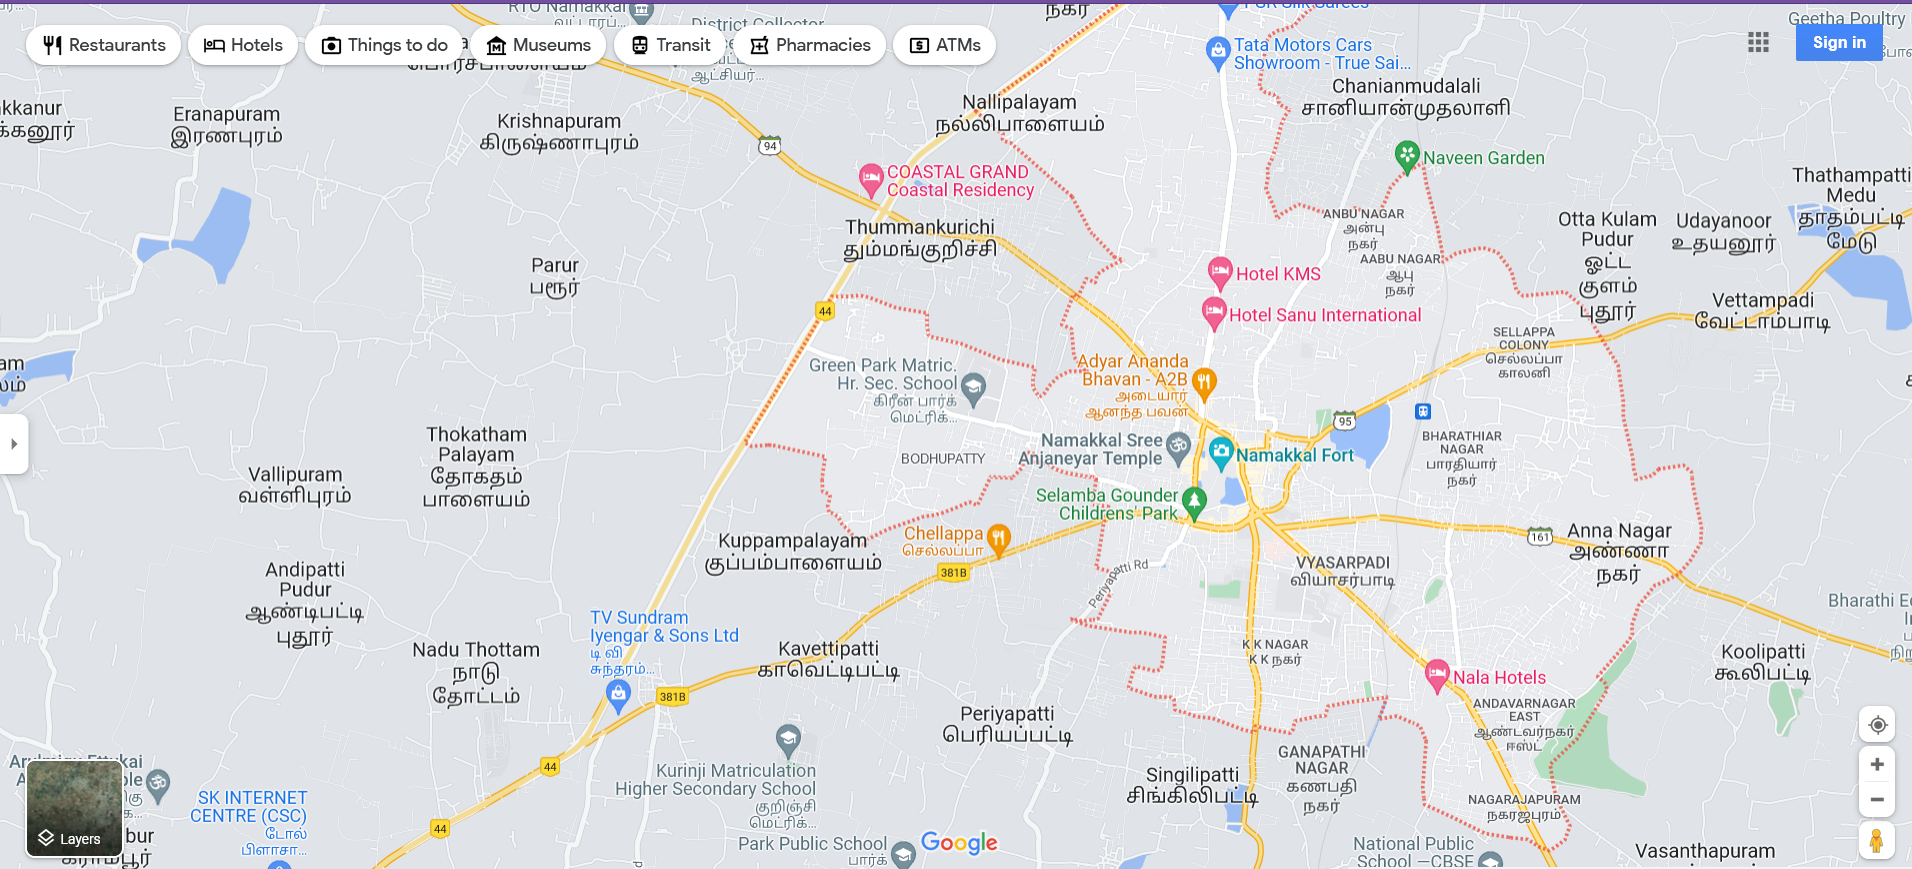 RTO Namakkal
District Collector
நகர்
PGR Silk Sarees
Geetha Poultry
Restaurants
Hotels
Things to do
Museums
Transit
Pharmacies
ATMs
Sign in
Tata Motors Cars
Showroom - True Sai...
ஆட்சியர்...
Chanianmudalali
சானியான்முதலாளி
Nallipalayam
நல்லிபாளையம்
kkanur
க்கனூர்
Eranapuram
இரணபுரம்
Krishnapuram
கிருஷ்ணாபுரம்
94
COASTAL GRAND
Coastal Residency
Naveen Garden
Thathampatti
Medu
தாதம்பட்டி
மேடு
ANBU NAGAR
அன்பு
நகர்
Otta Kulam
Pudur
ஓட்ட
குளம்
புதூர்
Udayanoor
உதயனூர்
Thummankurichi
தும்மங்குறிச்சி
AABU NAGAR
ஆபு
நகர்
Parur
பரூர்
Hotel KMS
Hotel Sanu International
Vettampadi
வேட்டாம்பாடி
44
SELLAPPA
COLONY
செல்லப்பா
காலனி
am
Green Park Matric.
Hr. Sec. School
கிரீன் பார்க்
மெட்ரிக்...
Adyar Ananda
Bhavan - A2B
அடையார்
ஆனந்த பவன்
95
Thokatham
Palayam
தோகதம்
பாளையம்
Vallipuram
வள்ளிபுரம்
Namakkal Sree
Anjaneyar Temple
Namakkal Fort
BODHUPATTY
BHARATHIAR
NAGAR
பாரதியார்
நகர்
Selamba Gounder
Childrens' Park
Chellappa
செல்லப்பா
Kuppampalayam
குப்பம்பாளையம்
381B
161
Anna Nagar
அண்ணா
நகர்
VYASARPADI
வியாசர்பாடி
Periyapatti Rd
Andipatti
Pudur
ஆண்டிபட்டி
புதூர்
TV Sundram
Iyengar & Sons Ltd
டி வி
சுந்தரம்...
Bharathi Ed
Nadu Thottam
நாடு
தோட்டம்
Kavettipatti
காவெட்டிபட்டி
K K NAGAR
K K நகர்
Koolipatti
கூலிபட்டி
Nala Hotels
381B
Periyapatti
பெரியப்பட்டி
ANDAVARNAGAR
EAST
ஆண்டவர்நகர்
ஈஸ்ட்
GANAPATHI
NAGAR
கணபதி
நகர்
44
Kurinji Matriculation
Higher Secondary School
குறிஞ்சி
மெட்ரிக்...
Singilipatti
சிங்கிலிபட்டி
SK INTERNET
CENTRE (CSC)
டோல்
பிளாசா...
NAGARAJAPURAM
நகரஜபுரம்
44
Layers
bur
Park Public School
பார்க்
Google
National Public
School —CBSE
Vasanthapuram